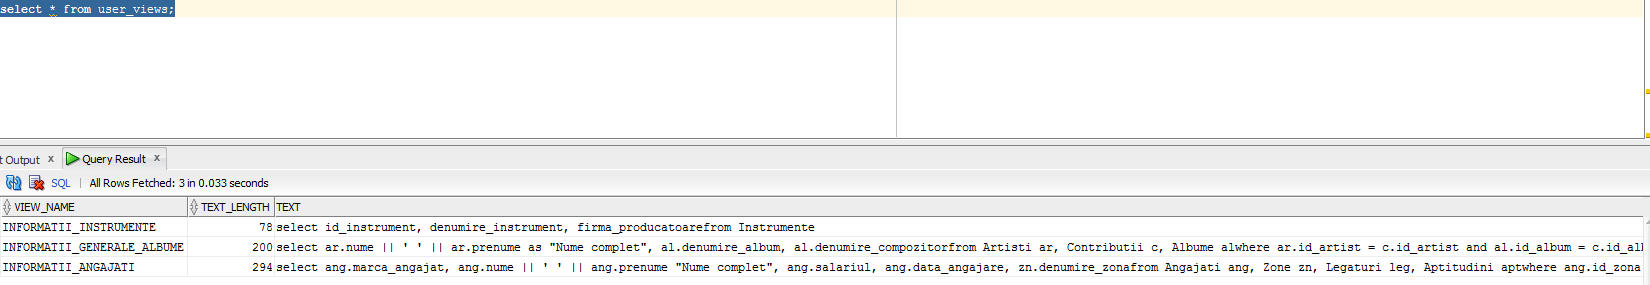 select * from user_views;
t Output x Query Result x
SQL | All Rows Fetched: 3 in 0.033 seconds
VIEW_NAME TEXT_LENGTH TEXT
INFORMATII_INSTRUMENTE 78 select id_instrument, denumire_instrument, firma_producatoarefrom Instrumente
INFORMATII_GENERALE_ALBUME 200 select ar.nume || ' ' || ar.prenume as "Nume complet", al.denumire_album, al.denumire_compozitorfrom Artisti ar, Contributii c, Albume alwhere ar.id_artist = c.id_artist and al.id_album = c.id_al
INFORMATII_ANGAJATI 294 select ang.marca_angajat, ang.nume || ' ' || ang.prenume "Nume complet", ang.salariul, ang.data_angajare, zn.denumire_zonafrom Angajati ang, Zone zn, Legaturi leg, Aptitudini aptwhere ang.id_zona